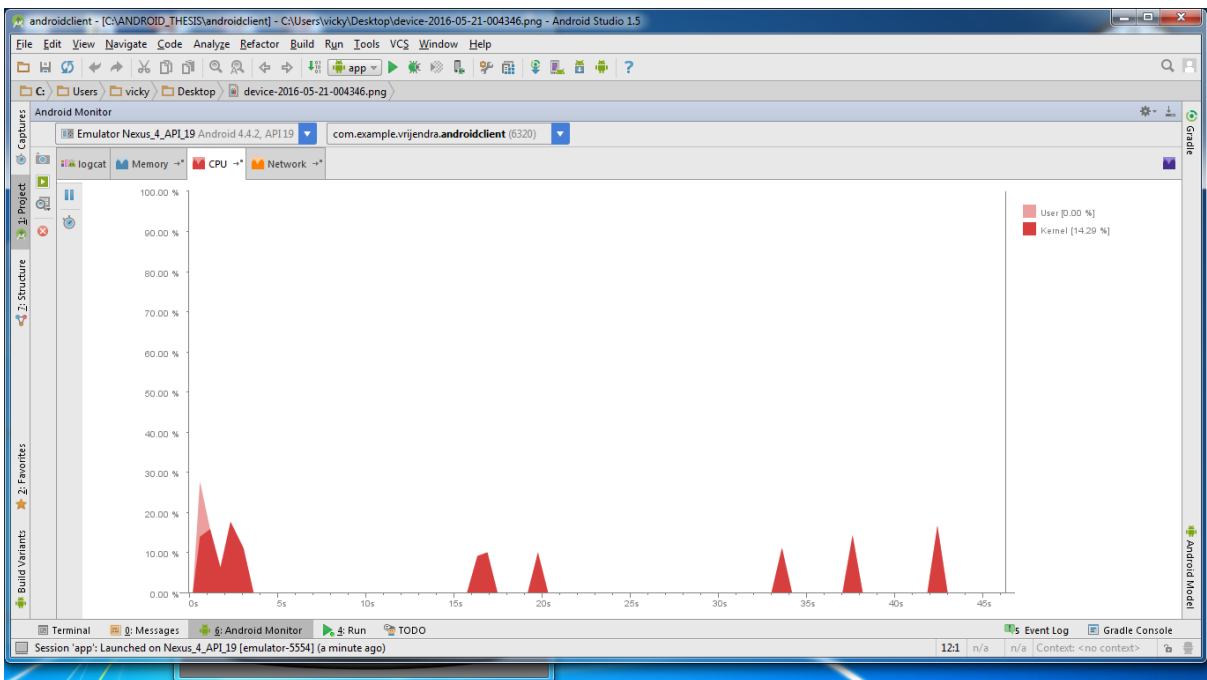 androidclient - [C:\ANDROID_THESIS\androidclient] - C:\Users\vicky\Desktop\device-2016-05-21-004346.png - Android Studio 1.5
File Edit View Navigate Code Analyze Refactor Build Run Tools VCS Window Help
app
C: Users vicky Desktop device-2016-05-21-004346.png
Android Monitor
Emulator Nexus_4_API_19 Android 4.4.2, API 19 com.example.vrijendra.androidclient (6320)
logcat Memory CPU Network
Captures
1: Project
7: Structure
2: Favorites
Build Variants
Gradle
Android Model
100.00 %
90.00 %
80.00 %
70.00 %
60.00 %
50.00 %
40.00 %
30.00 %
20.00 %
10.00 %
0.00 %
0s 5s 10s 15s 20s 25s 30s 35s 40s 45s
User [0.00 %]
Kernel [14.29 %]
Terminal 0: Messages 6: Android Monitor 4: Run TODO 5 Event Log Gradle Console
Session 'app': Launched on Nexus_4_API_19 [emulator-5554] (a minute ago) 12:1 n/a n/a Context: <no context>